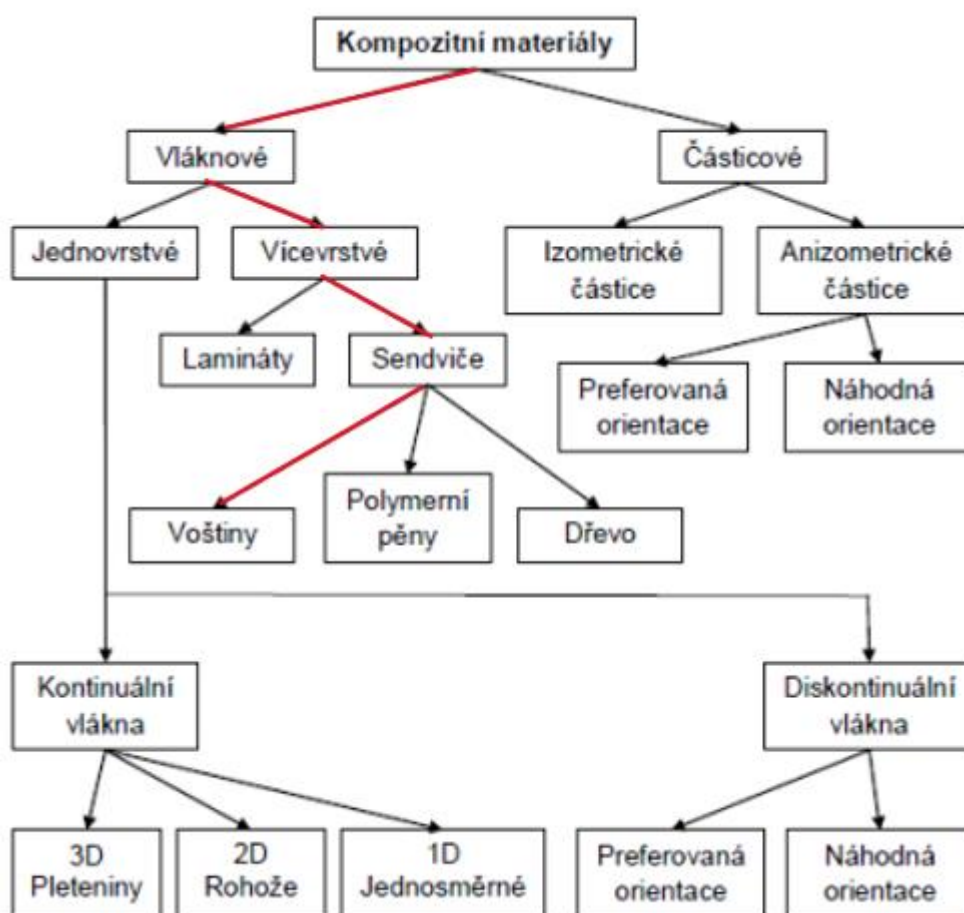 Kompozitní materiály
Vláknové
Částicové
Jednovrstvé
Vícevrstvé
Izometrické
částice
Anizometrické
částice
Lamináty
Sendviče
Preferovaná
orientace
Náhodná
orientace
Voštiny
Polymerní
pěny
Dřevo
Kontinuální
vlákna
Diskontinuální
vlákna
3D
Pleteniny
2D
Rohože
1D
Jednosměrné
Preferovaná
orientace
Náhodná
orientace